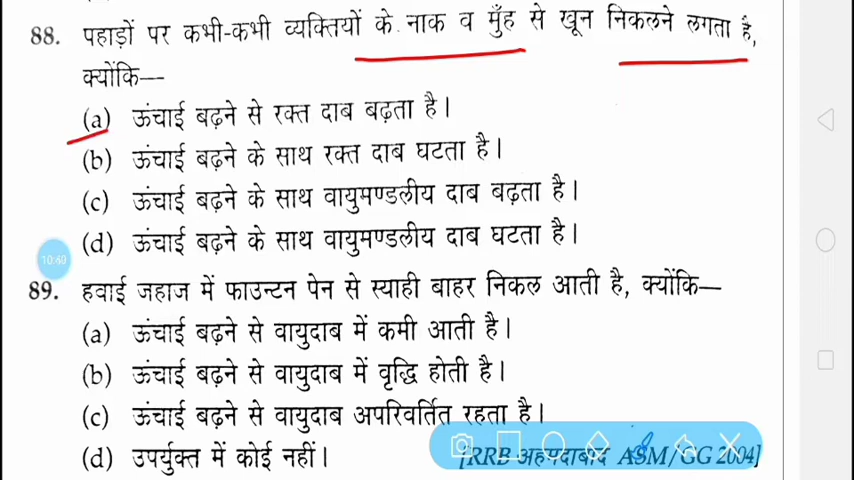 88. पहाड़ों पर कभी-कभी व्यक्तियों के नाक व मुँह से खून निकलने लगता है,
क्योंकि—
(a) ऊंचाई बढ़ने से रक्त दाब बढ़ता है।
(b) ऊंचाई बढ़ने के साथ रक्त दाब घटता है।
(c) ऊंचाई बढ़ने के साथ वायुमण्डलीय दाब बढ़ता है।
(d) ऊंचाई बढ़ने के साथ वायुमण्डलीय दाब घटता है।
10:40
89. हवाई जहाज में फाउन्टन पेन से स्याही बाहर निकल आती है, क्योंकि—
(a) ऊंचाई बढ़ने से वायुदाब में कमी आती है।
(b) ऊंचाई बढ़ने से वायुदाब में वृद्धि होती है।
(c) ऊंचाई बढ़ने से वायुदाब अपरिवर्तित रहता है।
(d) उपर्युक्त में कोई नहीं।
[RRB अहमदाबाद ASM/GG 2004]